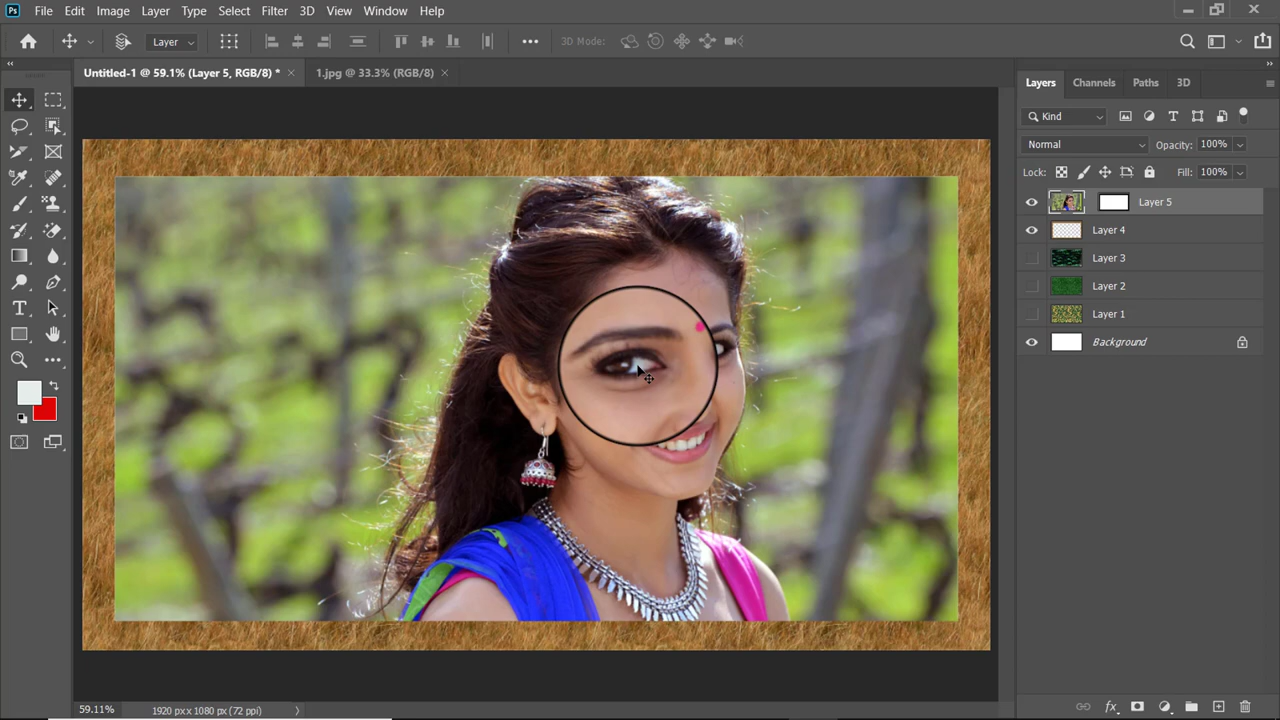 Ps File Edit Image Layer Type Select Filter 3D View Window Help
Layer 3D Mode:
Untitled-1 @ 59.1% (Layer 5, RGB/8) * × 1.jpg @ 33.3% (RGB/8) ×
Layers Channels Paths 3D
Kind
Normal Opacity: 100%
Lock: Fill: 100%
Layer 5
Layer 4
Layer 3
Layer 2
Layer 1
Background
59.11% 1920 px x 1080 px (72 ppi)